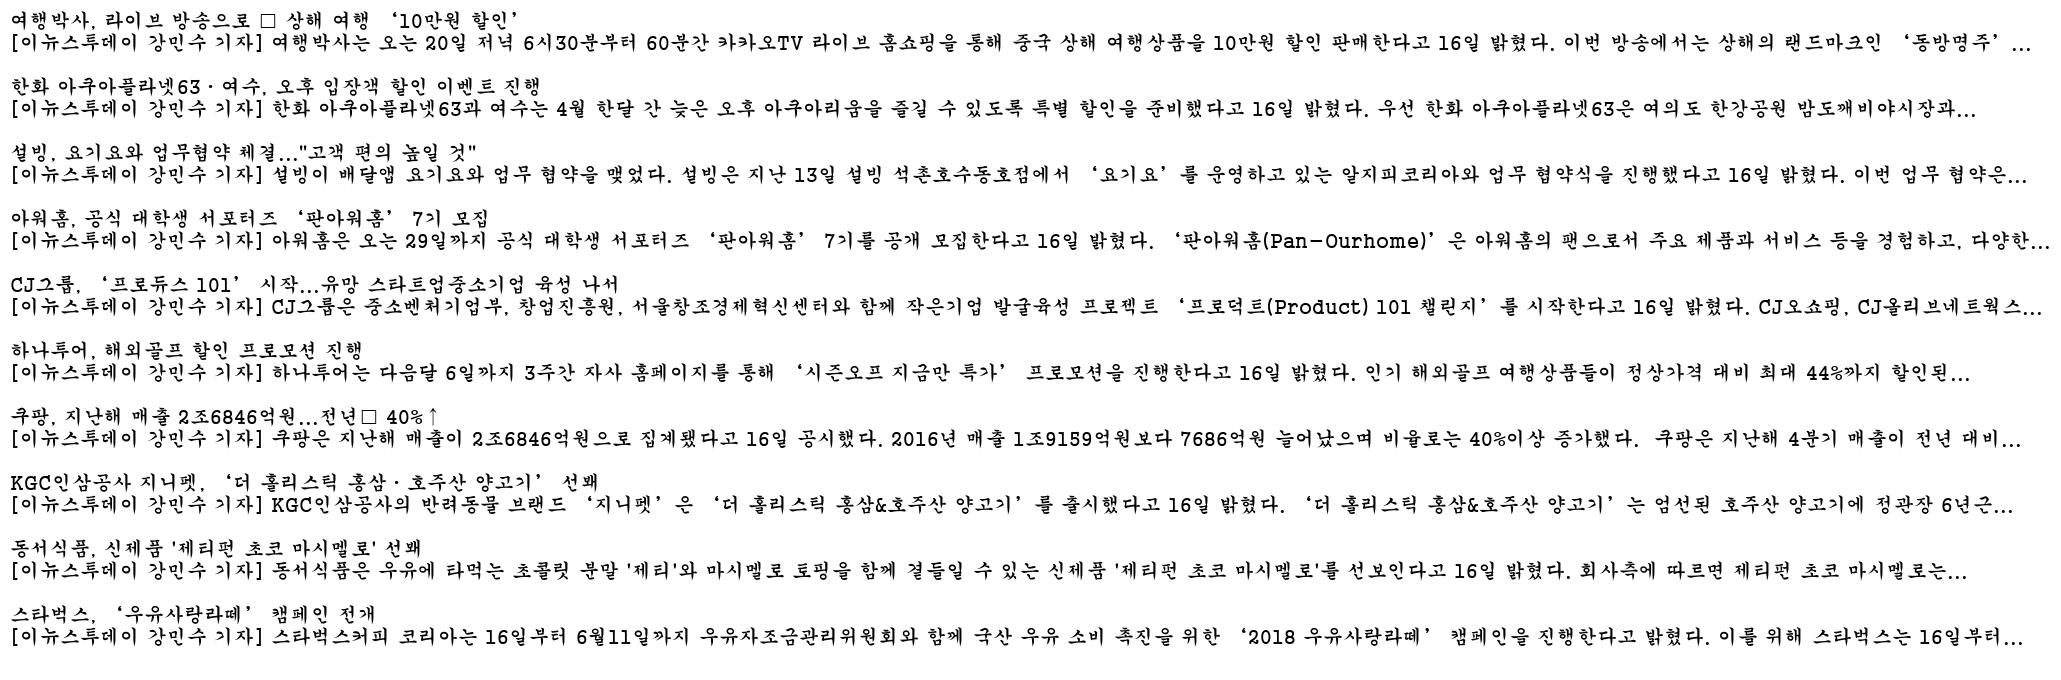 여행박사, 라이브 방송으로 □ 상해 여행 ‘10만원 할인’
[이뉴스투데이 강민수 기자] 여행박사는 오는 20일 저녁 6시30분부터 60분간 카카오TV 라이브 홈쇼핑을 통해 중국 상해 여행상품을 10만원 할인 판매한다고 16일 밝혔다. 이번 방송에서는 상해의 랜드마크인 ‘동방명주’...
한화 아쿠아플라넷63·여수, 오후 입장객 할인 이벤트 진행
[이뉴스투데이 강민수 기자] 한화 아쿠아플라넷63과 여수는 4월 한달 간 늦은 오후 아쿠아리움을 즐길 수 있도록 특별 할인을 준비했다고 16일 밝혔다. 우선 한화 아쿠아플라넷63은 여의도 한강공원 밤도깨비야시장과...
설빙, 요기요와 업무협약 체결..."고객 편의 높일 것"
[이뉴스투데이 강민수 기자] 설빙이 배달앱 요기요와 업무 협약을 맺었다. 설빙은 지난 13일 설빙 석촌호수동호점에서 ‘요기요’를 운영하고 있는 알지피코리아와 업무 협약식을 진행했다고 16일 밝혔다. 이번 업무 협약은...
아워홈, 공식 대학생 서포터즈 ‘판아워홈’ 7기 모집
[이뉴스투데이 강민수 기자] 아워홈은 오는 29일까지 공식 대학생 서포터즈 ‘판아워홈’ 7기를 공개 모집한다고 16일 밝혔다. ‘판아워홈(Pan-Ourhome)’은 아워홈의 팬으로서 주요 제품과 서비스 등을 경험하고, 다양한...
CJ그룹, ‘프로듀스 101’ 시작...유망 스타트업중소기업 육성 나서
[이뉴스투데이 강민수 기자] CJ그룹은 중소벤처기업부, 창업진흥원, 서울창조경제혁신센터와 함께 작은기업 발굴육성 프로젝트 ‘프로덕트(Product) 101 챌린지’를 시작한다고 16일 밝혔다. CJ오쇼핑, CJ올리브네트웍스...
하나투어, 해외골프 할인 프로모션 진행
[이뉴스투데이 강민수 기자] 하나투어는 다음달 6일까지 3주간 자사 홈페이지를 통해 ‘시즌오프 지금만 특가’ 프로모션을 진행한다고 16일 밝혔다. 인기 해외골프 여행상품들이 정상가격 대비 최대 44%까지 할인된...
쿠팡, 지난해 매출 2조6846억원...전년□ 40%↑
[이뉴스투데이 강민수 기자] 쿠팡은 지난해 매출이 2조6846억원으로 집계됐다고 16일 공시했다. 2016년 매출 1조9159억원보다 7686억원 늘어났으며 비율로는 40%이상 증가했다. 쿠팡은 지난해 4분기 매출이 전년 대비...
KGC인삼공사 지니펫, ‘더 홀리스틱 홍삼·호주산 양고기’ 선봬
[이뉴스투데이 강민수 기자] KGC인삼공사의 반려동물 브랜드 ‘지니펫’은 ‘더 홀리스틱 홍삼&호주산 양고기’를 출시했다고 16일 밝혔다. ‘더 홀리스틱 홍삼&호주산 양고기’는 엄선된 호주산 양고기에 정관장 6년근...
동서식품, 신제품 '제티펀 초코 마시멜로' 선봬
[이뉴스투데이 강민수 기자] 동서식품은 우유에 타먹는 초콜릿 분말 '제티'와 마시멜로 토핑을 함께 곁들일 수 있는 신제품 '제티펀 초코 마시멜로'를 선보인다고 16일 밝혔다. 회사측에 따르면 제티펀 초코 마시멜로는...
스타벅스, ‘우유사랑라떼’ 캠페인 전개
[이뉴스투데이 강민수 기자] 스타벅스커피 코리아는 16일부터 6월11일까지 우유자조금관리위원회와 함께 국산 우유 소비 촉진을 위한 ‘2018 우유사랑라떼’ 캠페인을 진행한다고 밝혔다. 이를 위해 스타벅스는 16일부터...